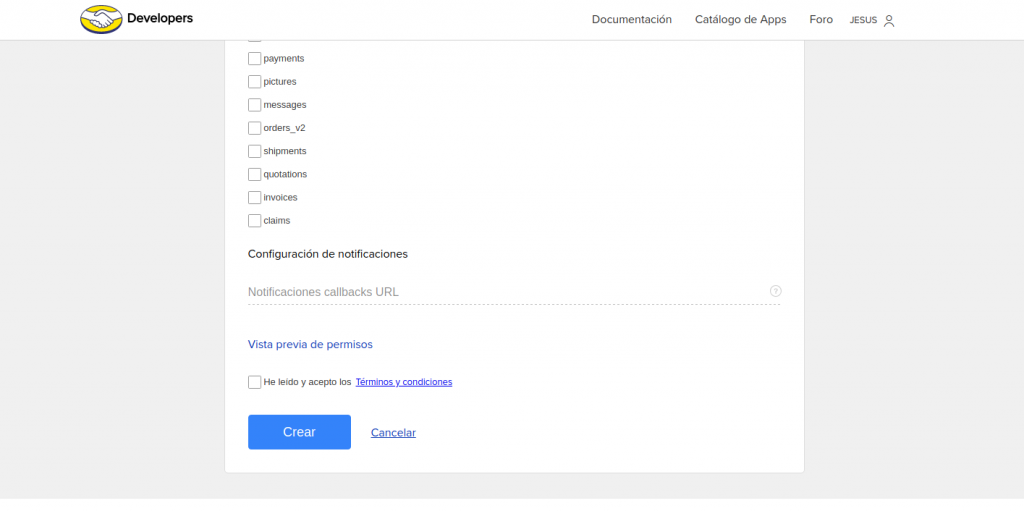 Developers
Documentación Catálogo de Apps Foro JESUS
payments
pictures
messages
orders_v2
shipments
quotations
invoices
claims
Configuración de notificaciones
Notificaciones callbacks URL ?
Vista previa de permisos
He leído y acepto los Términos y condiciones
Crear Cancelar